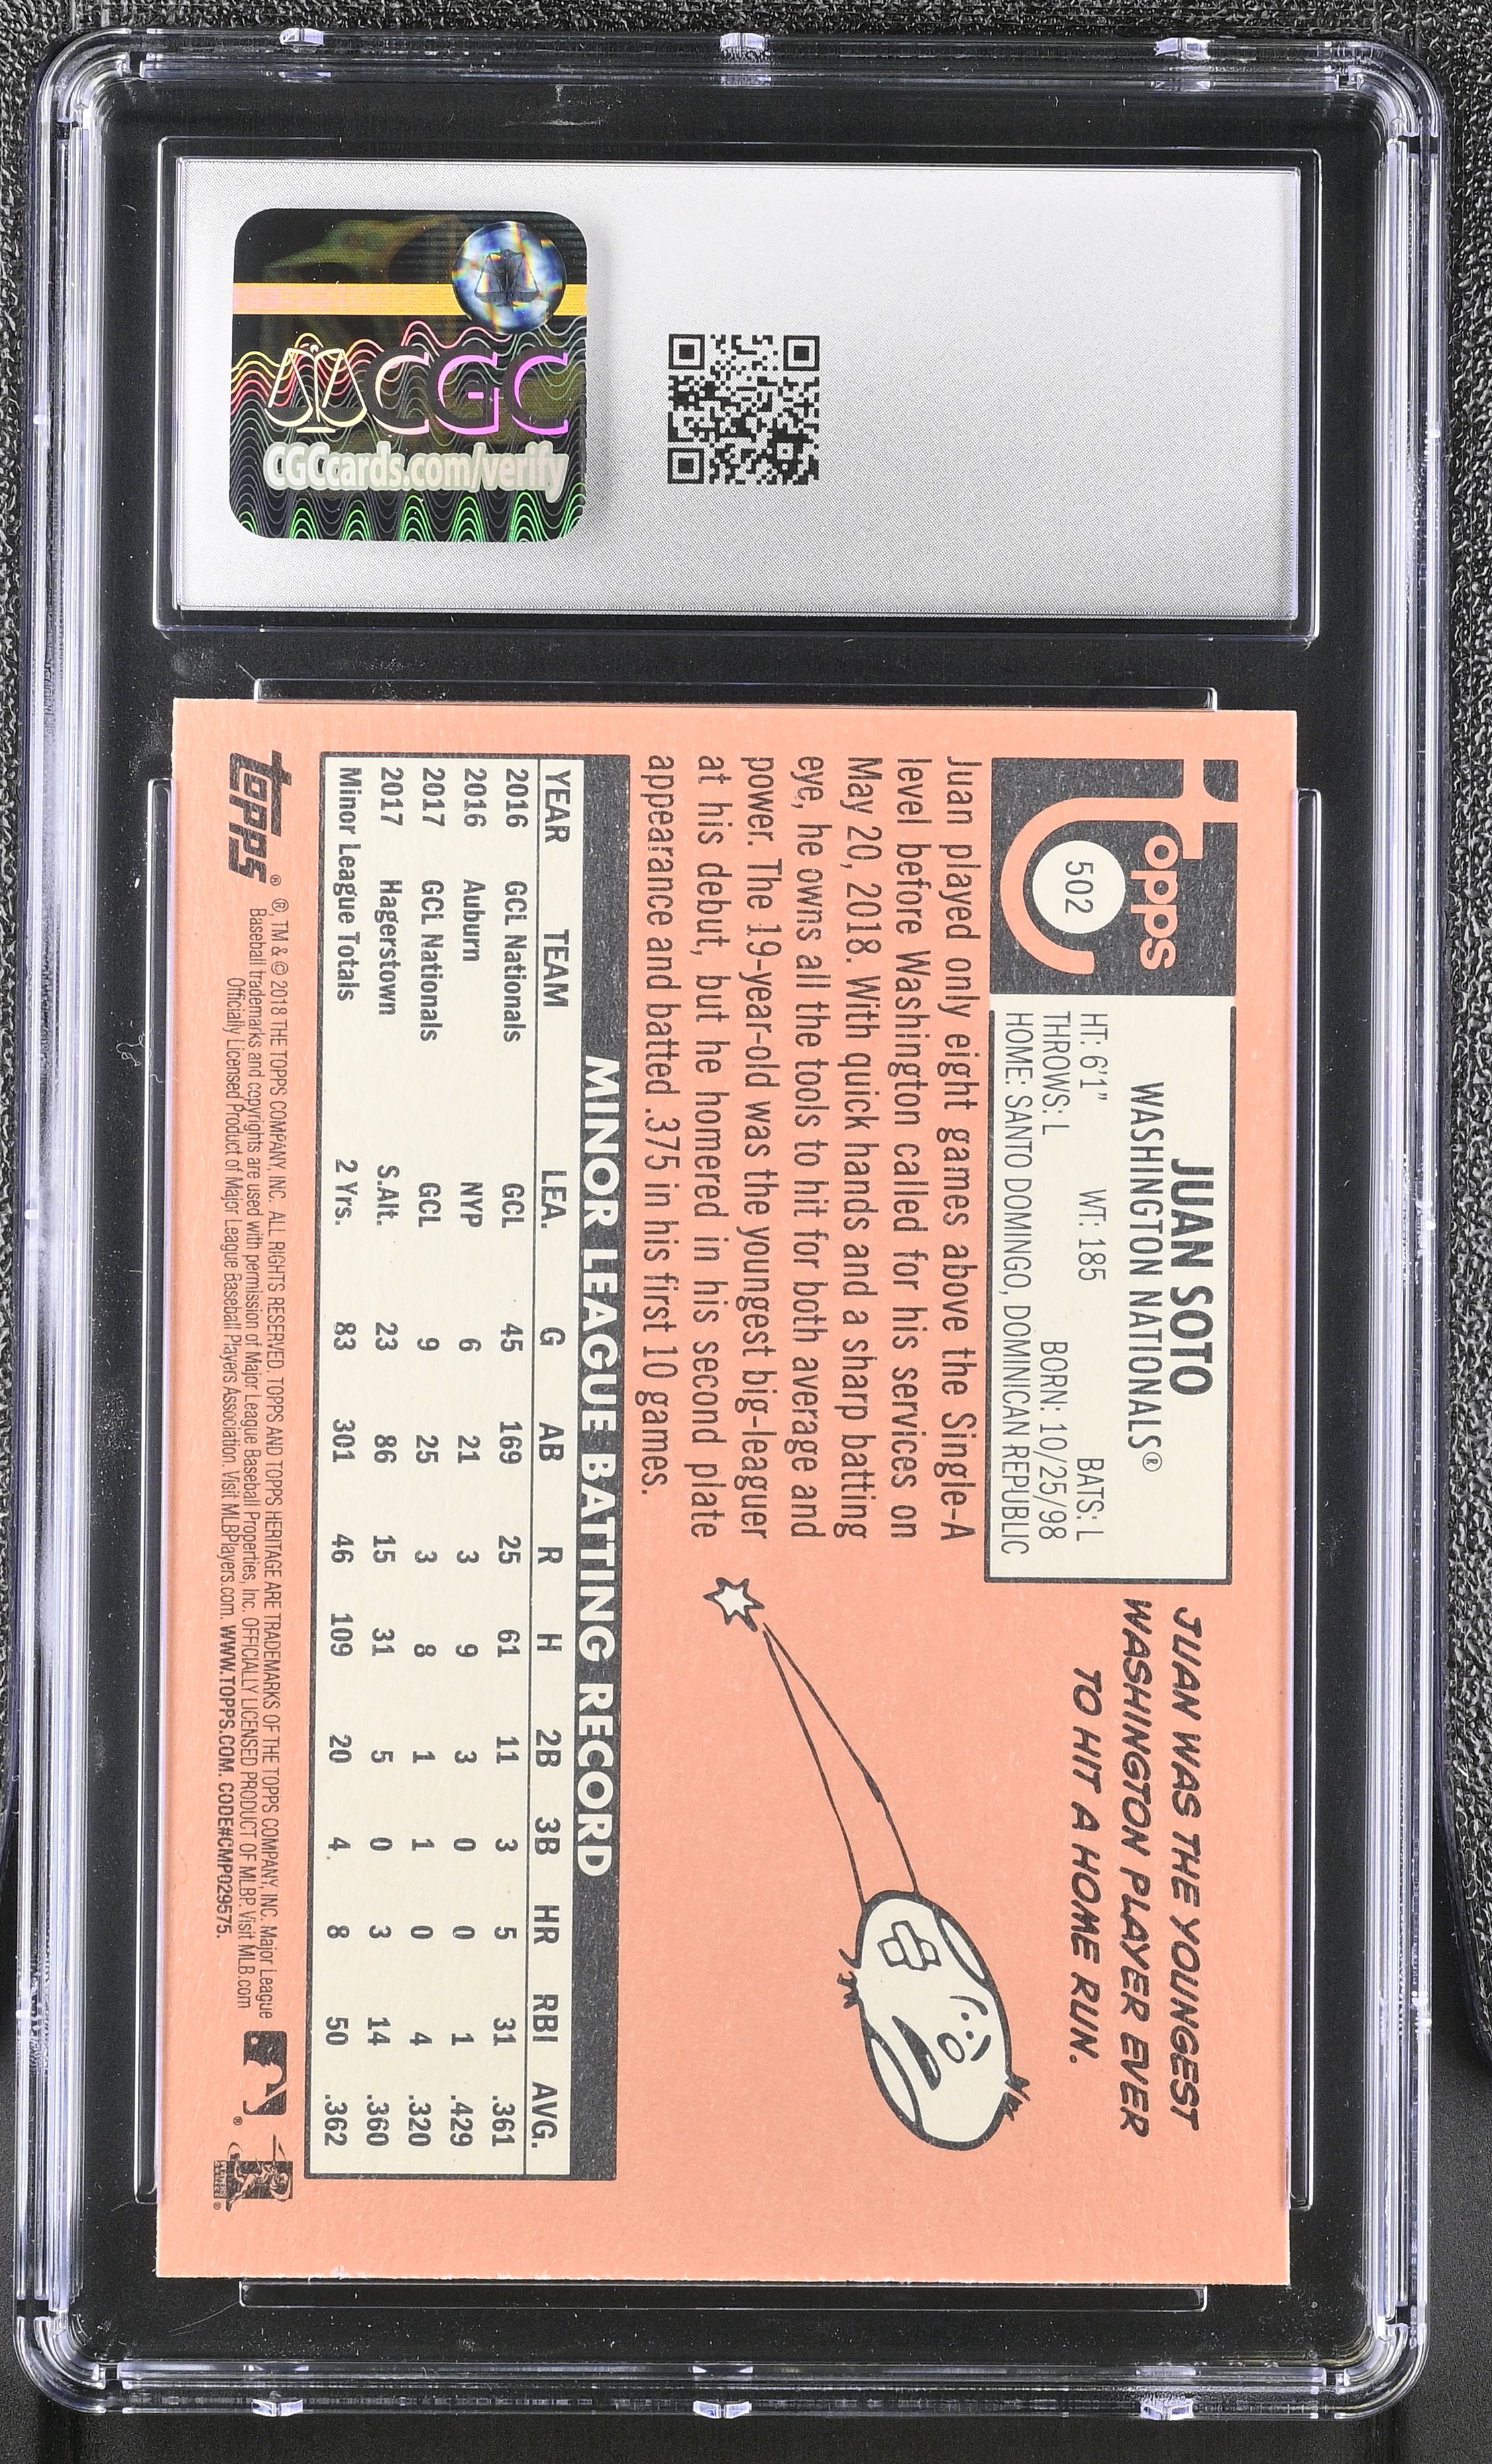 CGC
CGCcards.com/verify
Topps
502
JUAN SOTO
WASHINGTON NATIONALS®
HT: 6'1" WT: 185 BATS: L
THROWS: L BORN: 10/25/98
HOME: SANTO DOMINGO, DOMINICAN REPUBLIC
JUAN WAS THE YOUNGEST
WASHINGTON PLAYER EVER
TO HIT A HOME RUN.
Juan played only eight games above the Single-A
level before Washington called for his services on
May 20, 2018. With quick hands and a sharp batting
eye, he owns all the tools to hit for both average and
power. The 19-year-old was the youngest big-leaguer
at his debut, but he homered in his second plate
appearance and batted .375 in his first 10 games.
MINOR LEAGUE BATTING RECORD
YEAR TEAM LEA. G AB R H 2B 3B HR RBI AVG.
2016 GCL Nationals GCL 45 169 25 61 11 3 5 31 .361
2016 Auburn NYP 6 21 3 9 3 0 0 1 .429
2017 GCL Nationals GCL 9 25 3 8 1 1 0 4 .320
2017 Hagerstown S.Alt. 23 86 15 31 5 0 3 14 .360
Minor League Totals 2 Yrs. 83 301 46 109 20 4 8 50 .362
topps®
®, TM & © 2018 THE TOPPS COMPANY, INC. ALL RIGHTS RESERVED. TOPPS AND TOPPS HERITAGE ARE TRADEMARKS OF THE TOPPS COMPANY, INC. Major League
Baseball trademarks and copyrights are used with permission of Major League Baseball Properties, Inc. OFFICIALLY LICENSED PRODUCT OF MLBP. Visit MLB.com
Officially Licensed Product of Major League Baseball Players Association. Visit MLBPlayers.com. WWW.TOPPS.COM. CODE#CMP029575.